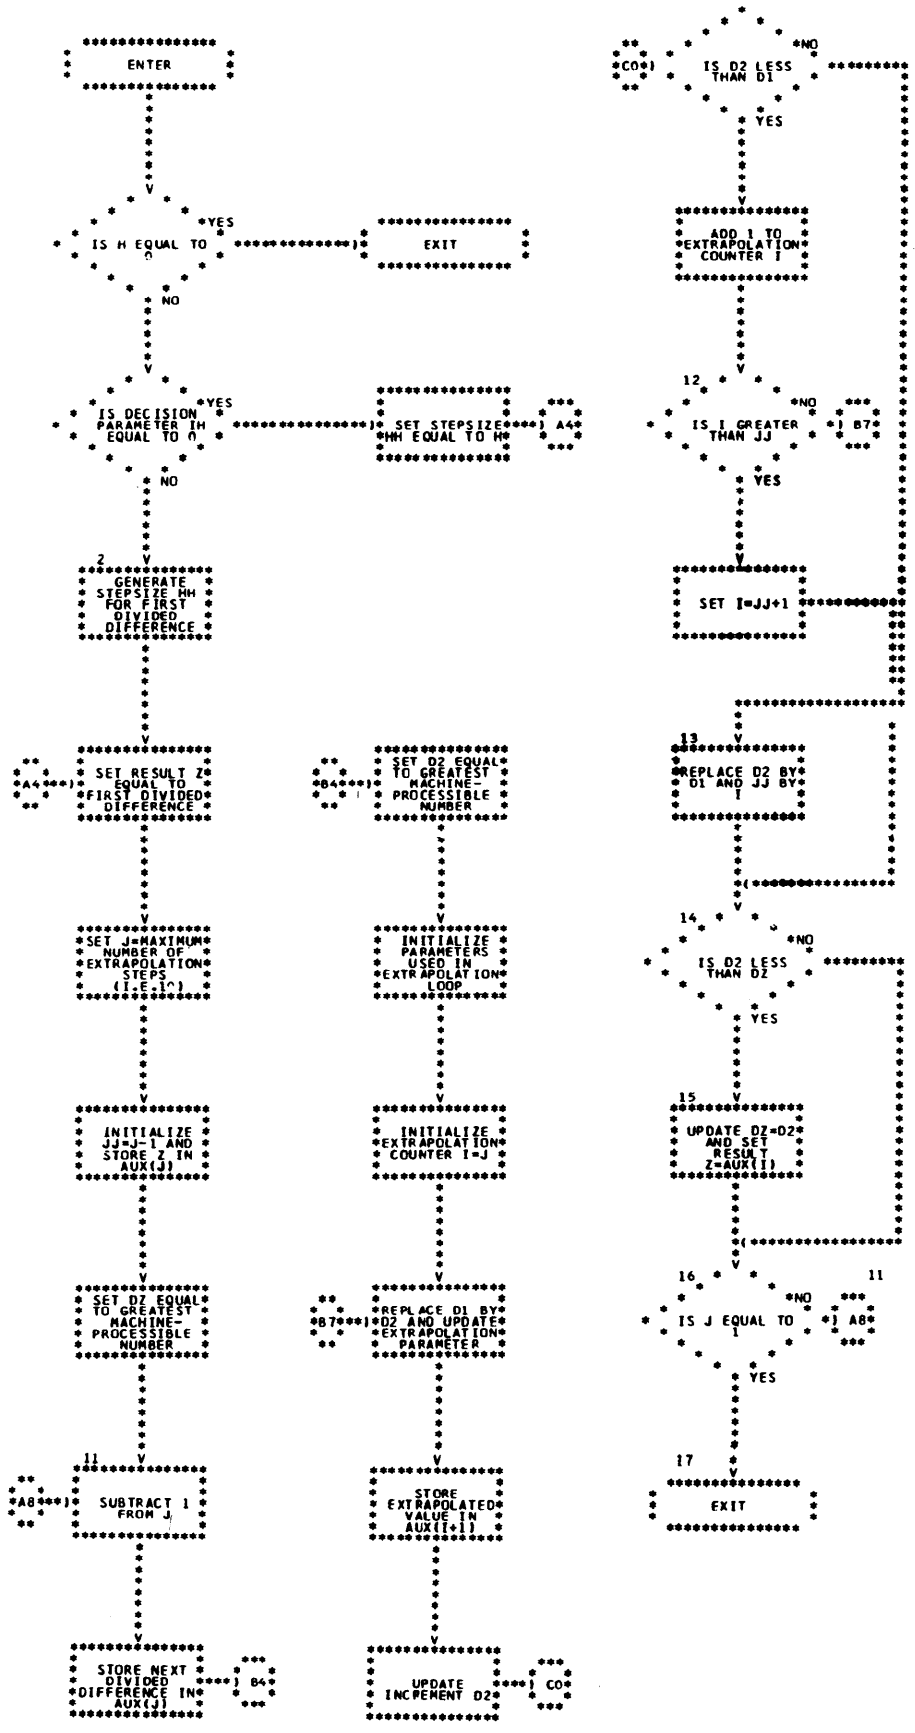 ENTER
YES
IS H EQUAL TO
0
EXIT
NO
YES
IS DECISION
PARAMETER IH
EQUAL TO 0
SET STEPSIZE
HH EQUAL TO H
A4
NO
2
GENERATE
STEPSIZE HH
FOR FIRST
DIVIDED
DIFFERENCE
A4
SET RESULT Z
EQUAL TO
FIRST DIVIDED
DIFFERENCE
SET J=MAXIMUM
NUMBER OF
EXTRAPOLATION
STEPS
(I.E.10)
INITIALIZE
JJ=J-1 AND
STORE Z IN
AUX(J)
SET DZ EQUAL
TO GREATEST
MACHINE-
PROCESSIBLE
NUMBER
11
A8
SUBTRACT 1
FROM J
STORE NEXT
DIVIDED
DIFFERENCE IN
AUX(J)
B4
B4
SET D2 EQUAL
TO GREATEST
MACHINE-
PROCESSIBLE
NUMBER
INITIALIZE
PARAMETERS
USED IN
EXTRAPOLATION
LOOP
INITIALIZE
EXTRAPOLATION
COUNTER I=J
B7
REPLACE D1 BY
D2 AND UPDATE
EXTRAPOLATION
PARAMETER
STORE
EXTRAPOLATED
VALUE IN
AUX(I+1)
UPDATE
INCREMENT D2
C0
C0
NO
IS D2 LESS
THAN D1
YES
ADD 1 TO
EXTRAPOLATION
COUNTER I
12
NO
IS I GREATER
THAN JJ
B7
YES
SET I=JJ+1
13
REPLACE D2 BY
D1 AND JJ BY
I
14
NO
IS D2 LESS
THAN DZ
YES
15
UPDATE DZ=D2
AND SET
RESULT
Z=AUX(I)
16
11
NO
IS J EQUAL TO
1
A8
YES
17
EXIT